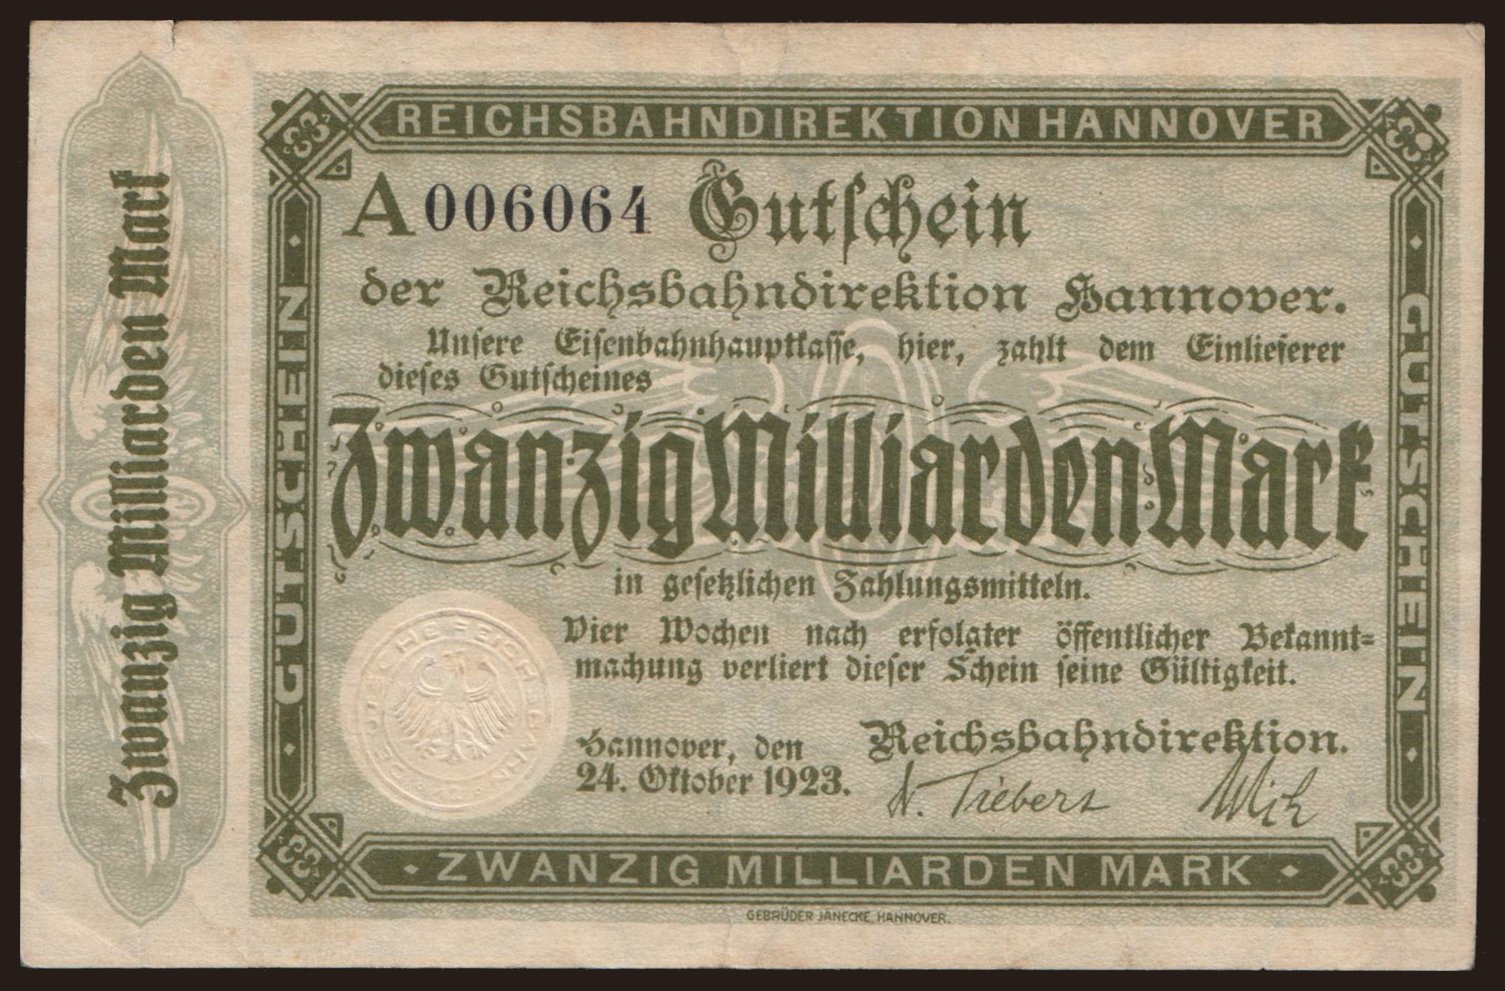 REICHSBAHNDIREKTION HANNOVER
Zwanzig Milliarden Mark
· GUTSCHEIN ·
A 006064 Gutschein
der Reichsbahndirektion Hannover.
Unsere Eisenbahnhauptkasse, hier, zahlt dem Einlieferer
dieses Gutscheines
Zwanzig Milliarden Mark
in gesetzlichen Zahlungsmitteln.
Vier Wochen nach erfolgter öffentlicher Bekannt=
machung verliert dieser Schein seine Gültigkeit.
Hannover, den
24. Oktober 1923.
Reichsbahndirektion.
· GUTSCHEIN ·
· ZWANZIG MILLIARDEN MARK ·
GEBRÜDER JÄNECKE, HANNOVER.